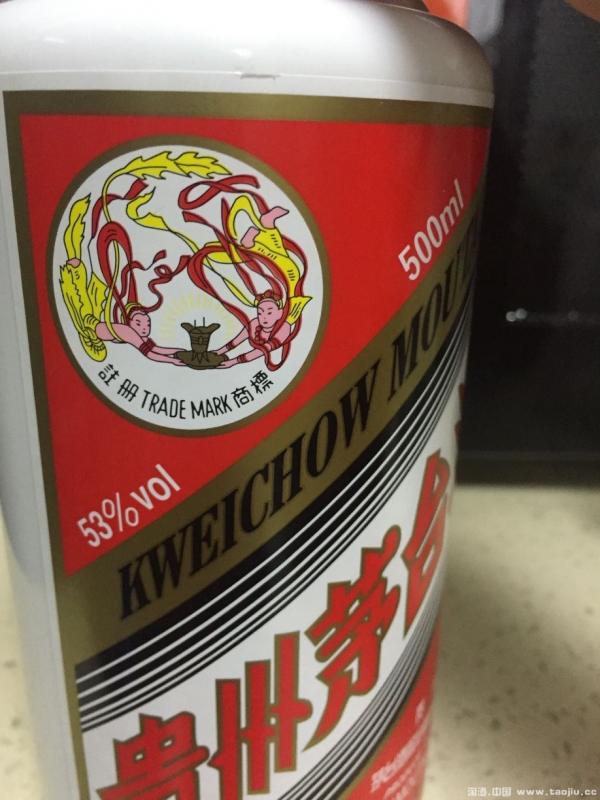 註册 TRADE MARK 商標
500ml
53%vol
KWEICHOW MOU
贵州茅台
国酒.中国 www.taojiu.cc